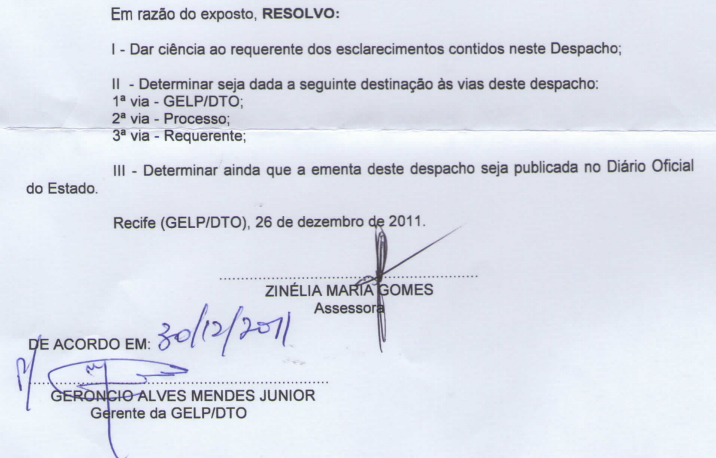 Em razão do exposto, RESOLVO:
I - Dar ciência ao requerente dos esclarecimentos contidos neste Despacho;
II - Determinar seja dada a seguinte destinação às vias deste despacho:
1ª via - GELP/DTO;
2ª via - Processo;
3ª via - Requerente;
III - Determinar ainda que a ementa deste despacho seja publicada no Diário Oficial
do Estado.
Recife (GELP/DTO), 26 de dezembro de 2011.
ZINÉLIA MARIA GOMES
Assessora
DE ACORDO EM: 30/12/2011
P/
GERONCIO ALVES MENDES JUNIOR
Gerente da GELP/DTO